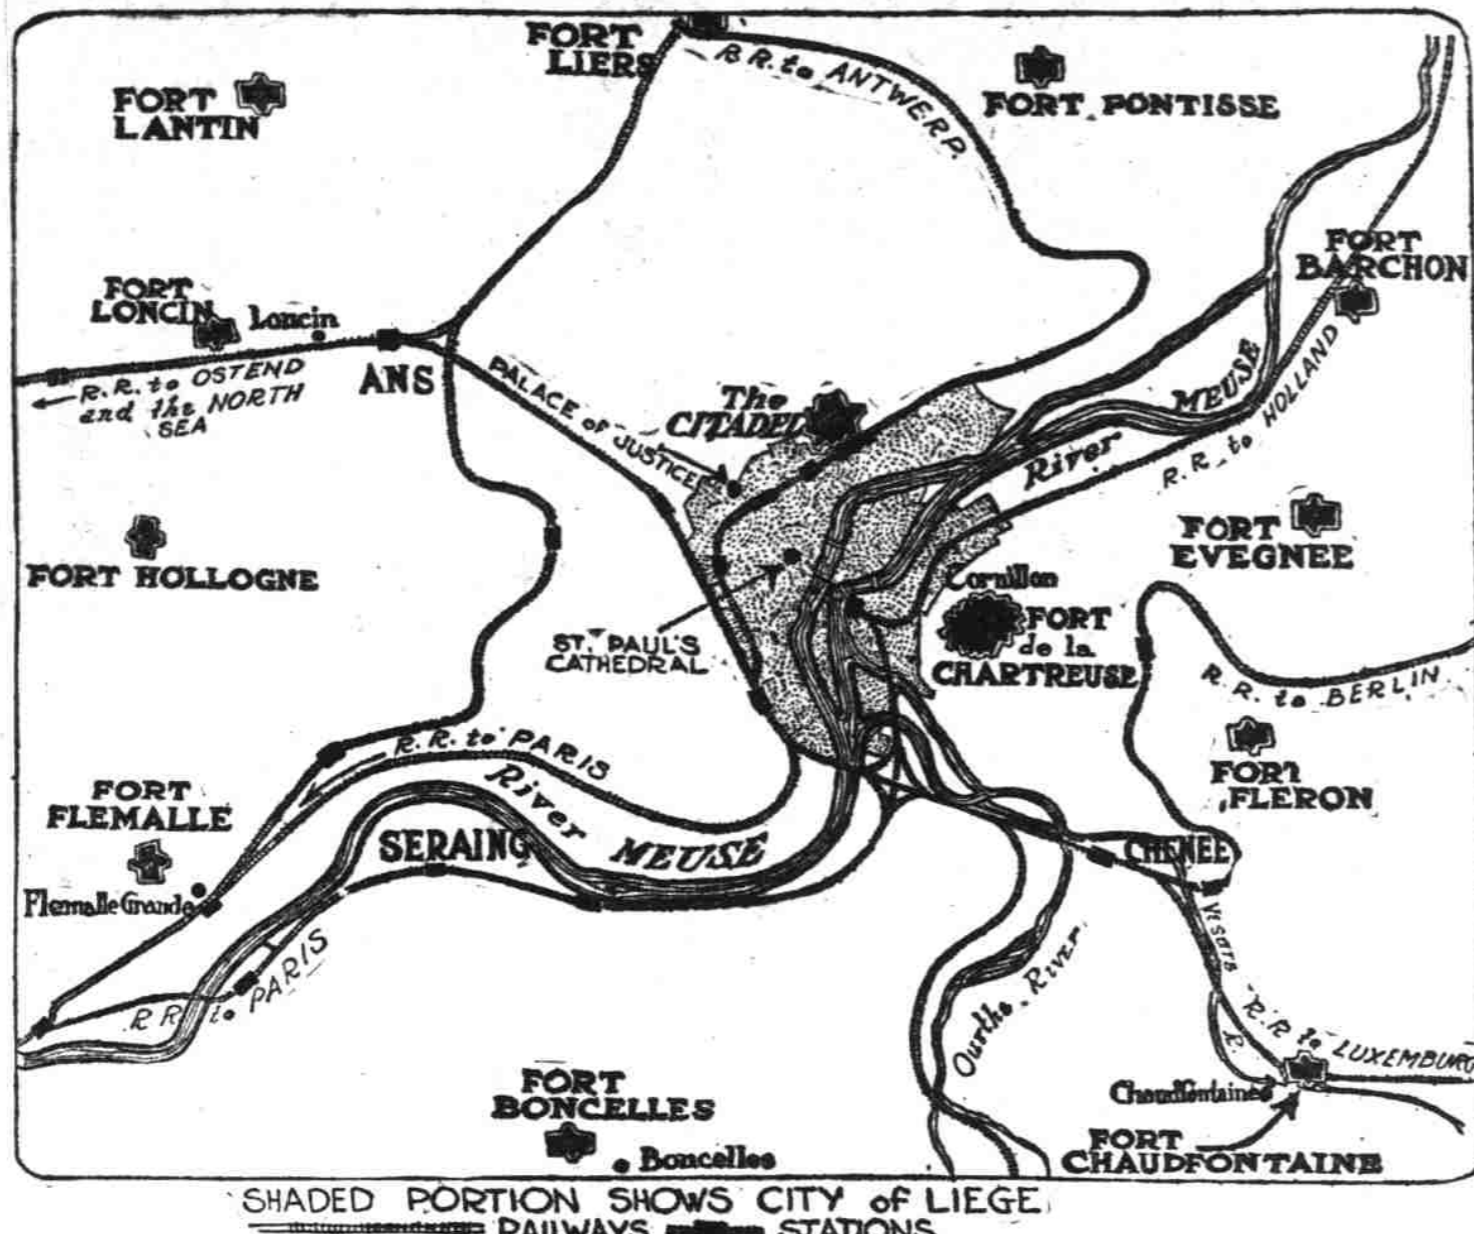 FORT
LIERS
R.R. to ANTWERP.
FORT PONTISSE
FORT
LANTIN
FORT
BARCHON
FORT
LONCIN
Loncin
R.R. to OSTEND
and the NORTH
SEA
ANS
PALACE of JUSTICE
The
CITADEL
River MEUSE
R.R. to HOLLAND
FORT
EVEGNEE
FORT HOLLOGNE
Cornillon
FORT
de la
CHARTREUSE
ST. PAUL'S
CATHEDRAL
R.R. to BERLIN.
R.R. to PARIS
FORT
FLERON
FORT
FLEMALLE
River MEUSE
SERAING
CHENEE
Flemalle Grande
R R to PARIS
Ourthe River
R.
R.R to LUXEMBURG
Chaudfontaine
FORT
CHAUDFONTAINE
FORT
BONCELLES
Boncelles
SHADED PORTION SHOWS CITY of LIEGE
RAILWAYS STATIONS